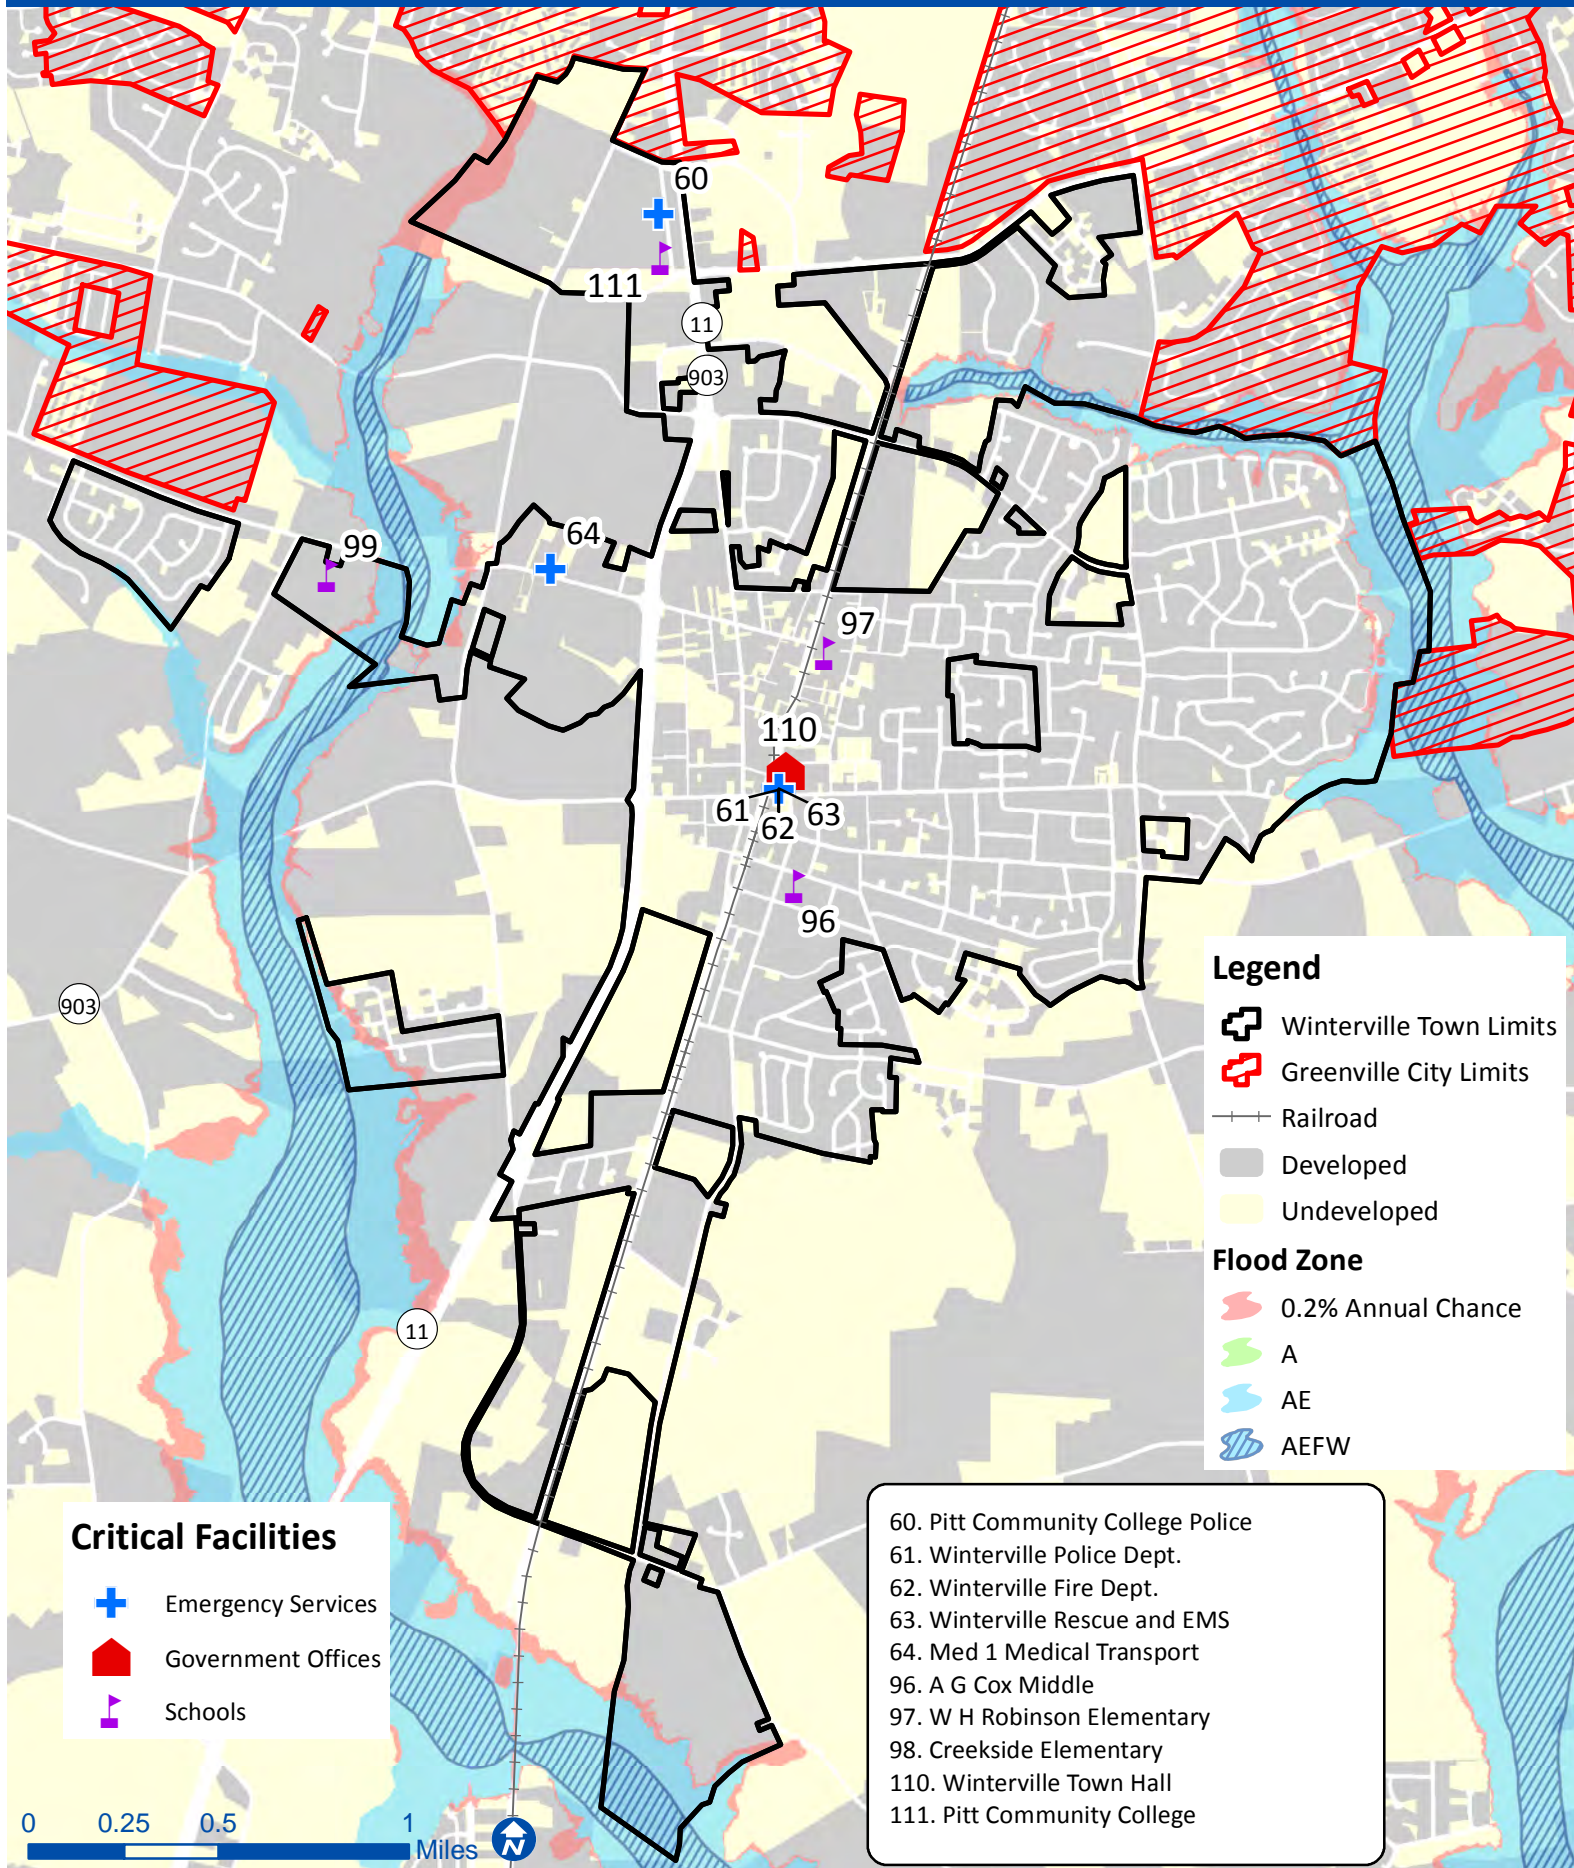 60
111
11
903
64
99
97
110
61
62
63
96
903
11
Legend
Winterville Town Limits
Greenville City Limits
Railroad
Developed
Undeveloped
Flood Zone
0.2% Annual Chance
A
AE
AEFW
Critical Facilities
Emergency Services
Government Offices
Schools
60. Pitt Community College Police
61. Winterville Police Dept.
62. Winterville Fire Dept.
63. Winterville Rescue and EMS
64. Med 1 Medical Transport
96. A G Cox Middle
97. W H Robinson Elementary
98. Creekside Elementary
110. Winterville Town Hall
111. Pitt Community College
0 0.25 0.5 1
Miles
N